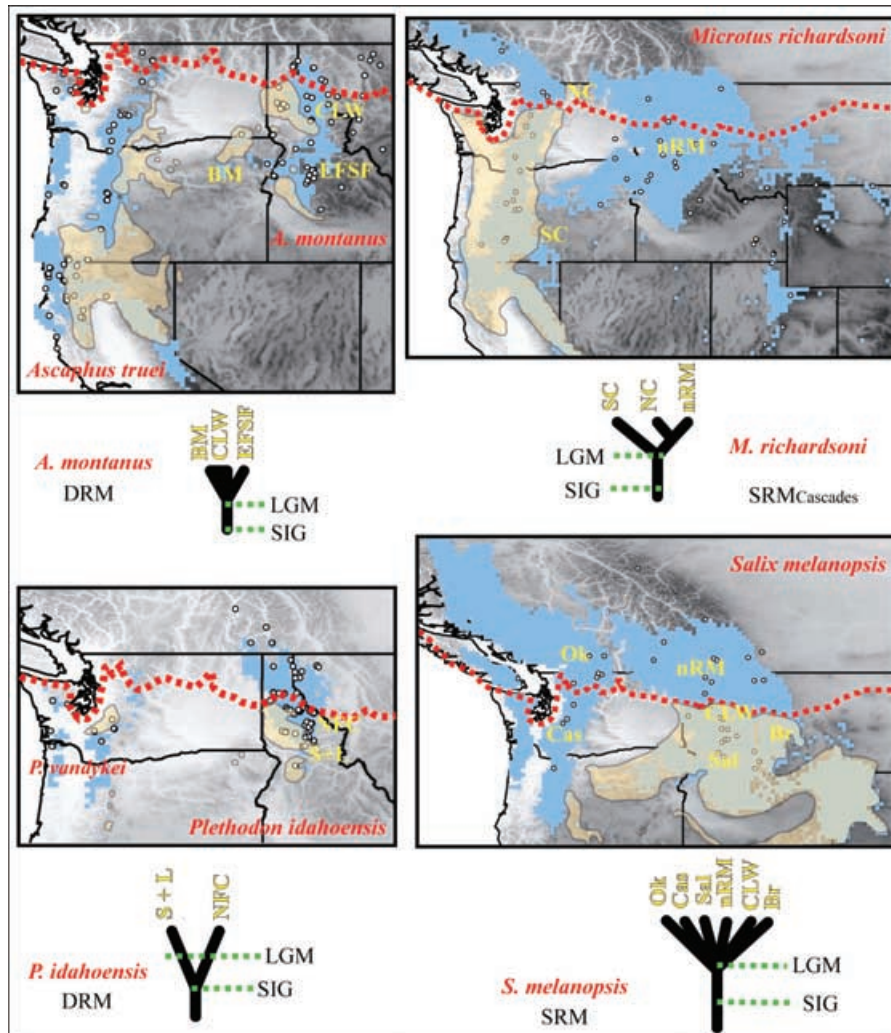 CLW
BM
EFSF
A. montanus
Ascaphus truei
Microtus richardsoni
NC
nRM
SC
BM
CLW
EFSF
A. montanus
DRM
LGM
SIG
SC
NC
nRM
LGM
SIG
M. richardsoni
SRMCascades
P. vandykei
S+L
Plethodon idahoensis
Salix melanopsis
Ok
nRM
CLW
Cas
Br
Sal
S + L
NFC
LGM
SIG
P. idahoensis
DRM
Ok
Cas
Sal
nRM
CLW
Br
LGM
SIG
S. melanopsis
SRM